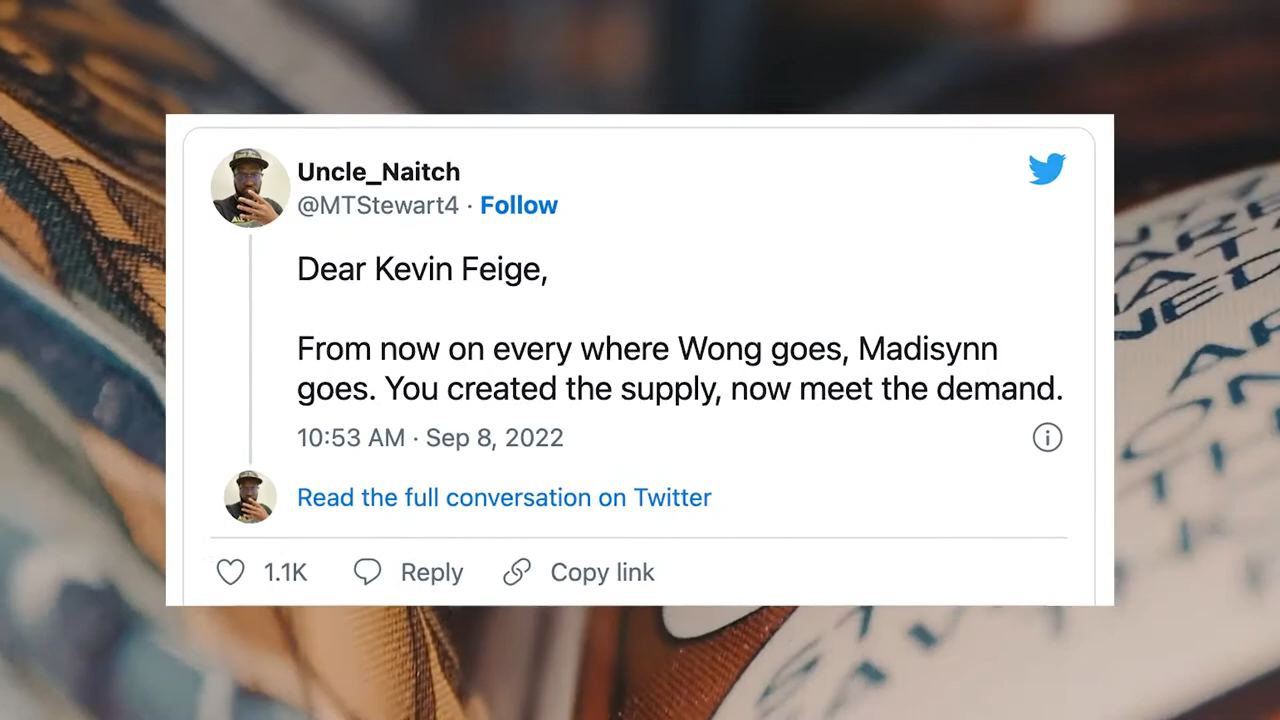 Uncle_Naitch
@MTStewart4 · Follow
Dear Kevin Feige,
From now on every where Wong goes, Madisynn
goes. You created the supply, now meet the demand.
10:53 AM · Sep 8, 2022
Read the full conversation on Twitter
1.1K Reply Copy link